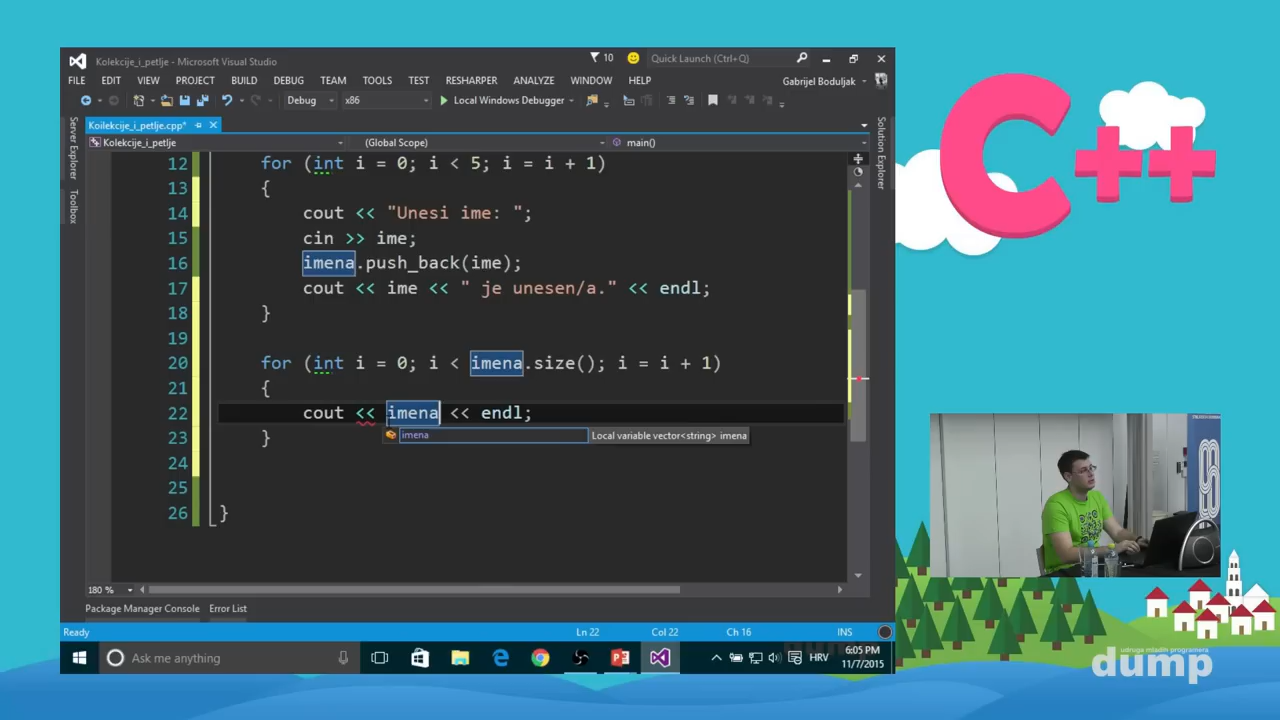 Kolekcije_i_petlje - Microsoft Visual Studio
10
Quick Launch (Ctrl+Q)
FILE EDIT VIEW PROJECT BUILD DEBUG TEAM TOOLS TEST RESHARPER ANALYZE WINDOW HELP
Gabrijel Boduljak
Debug x86 Local Windows Debugger
Koilekcije_i_petlje.cpp*
Kolekcije_i_petlje (Global Scope) main()
Server Explorer
Toolbox
Solution Explorer
12 for (int i = 0; i < 5; i = i + 1)
13 {
14 cout << "Unesi ime: ";
15 cin >> ime;
16 imena.push_back(ime);
17 cout << ime << " je unesen/a." << endl;
18 }
19
20 for (int i = 0; i < imena.size(); i = i + 1)
21 {
22 cout << imena << endl;
imena Local variable vector<string> imena
23 }
24
25
26 }
180 %
Package Manager Console Error List
Ready Ln 22 Col 22 Ch 16 INS
Ask me anything
HRV
6:05 PM
11/7/2015
C++
udruga mladih programera
dump